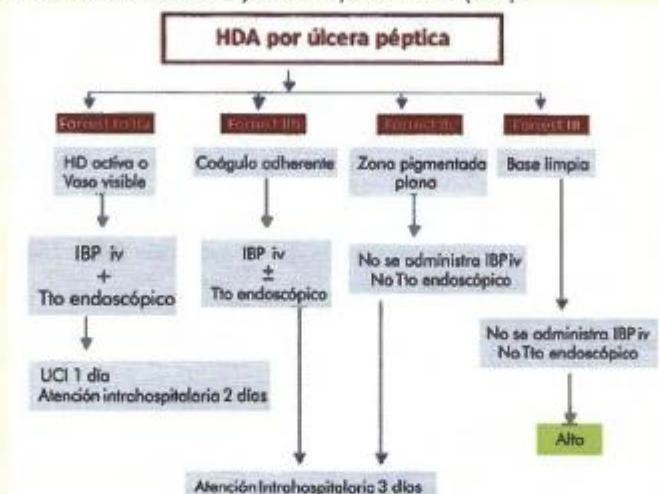 HDA por úlcera péptica
Forrest IIb
Forrest III
HD activa o
Vaso visible
Coágulo adherente
Zona pigmentada
plana
Base limpia
IBP iv
+
Tto endoscópico
IBP iv
±
Tto endoscópico
No se administra IBP iv
No Tto endoscópico
No se administra IBP iv
No Tto endoscópico
UCI 1 día
Atención intrahospitalaria 2 días
Alta
Atención Intrahospitalaria 3 días